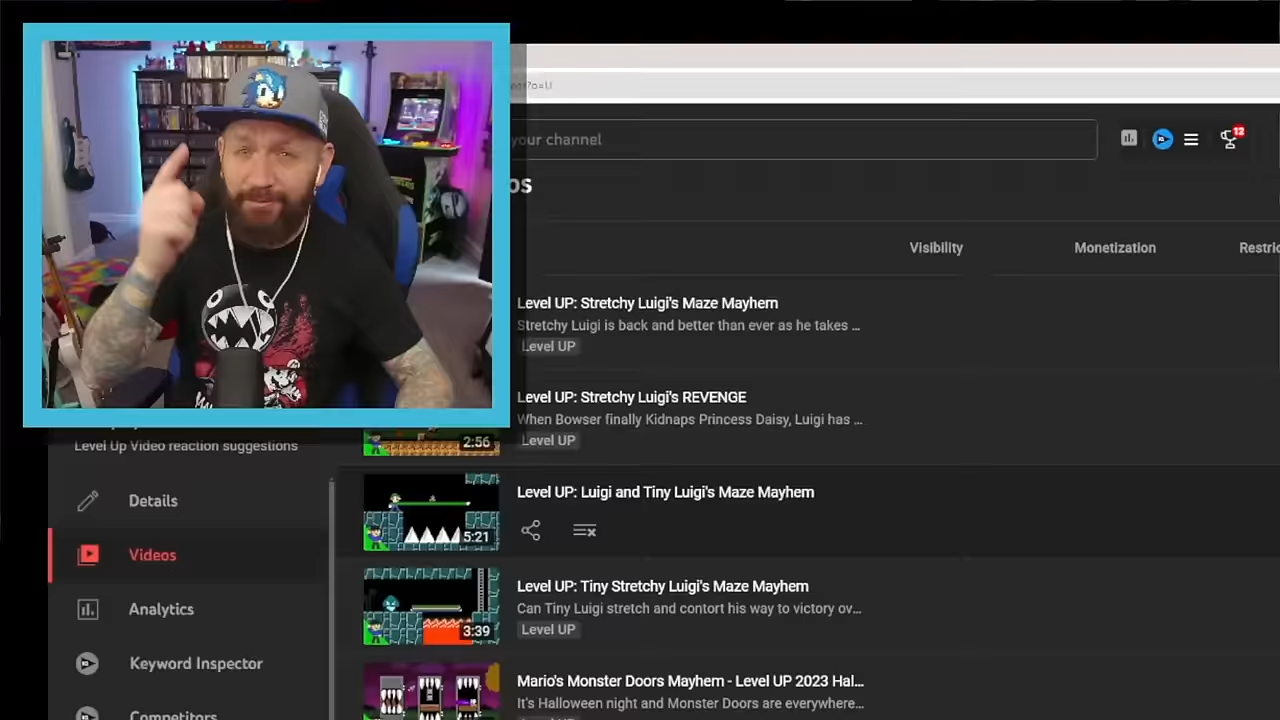 your channel
12
os
Visibility
Monetization
Level UP: Stretchy Luigi's Maze Mayhem
Stretchy Luigi is back and better than ever as he takes ...
Level UP
Level UP: Stretchy Luigi's REVENGE
When Bowser finally Kidnaps Princess Daisy, Luigi has ...
Level UP
2:56
Level Up Video reaction suggestions
Details
Level UP: Luigi and Tiny Luigi's Maze Mayhem
5:21
Videos
Level UP: Tiny Stretchy Luigi's Maze Mayhem
Can Tiny Luigi stretch and contort his way to victory ov...
Level UP
3:39
Analytics
Keyword Inspector
Mario's Monster Doors Mayhem - Level UP 2023 Hal...
It's Halloween night and Monster Doors are everywhere...
Competitors